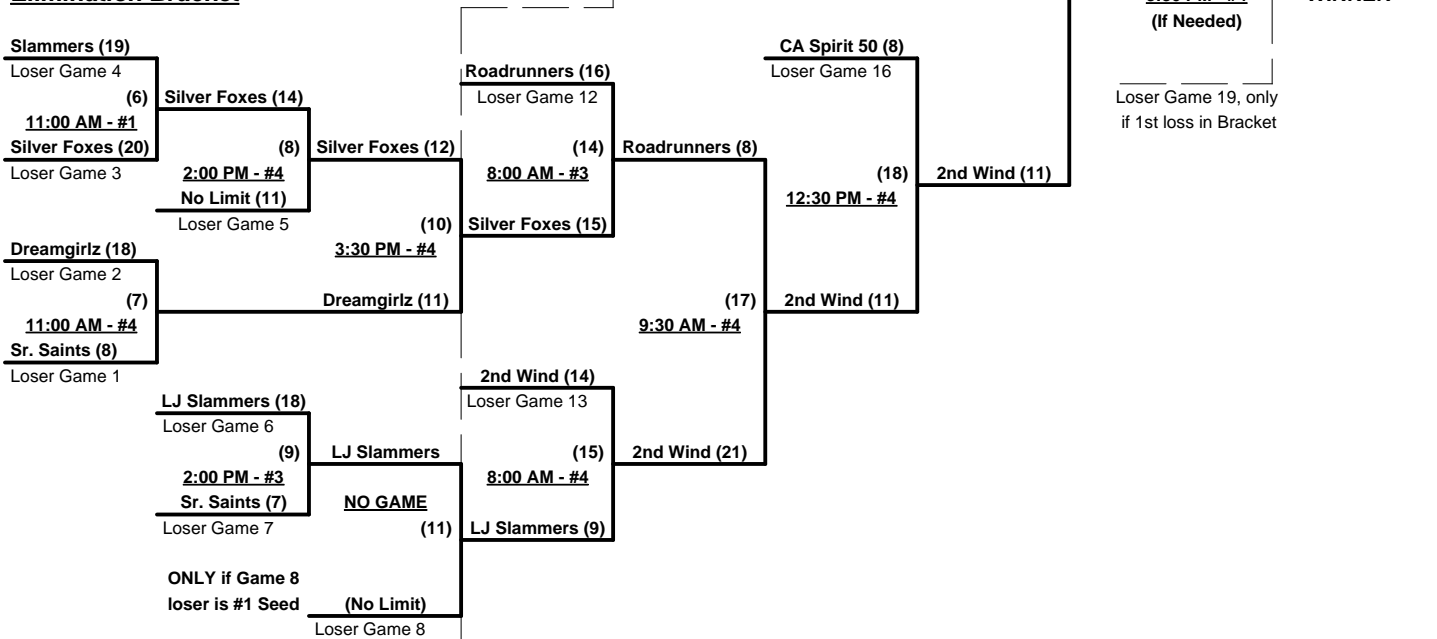 Slammers (19)
Loser Game 4
(6)
11:00 AM - #1
Silver Foxes (20)
Loser Game 3
Silver Foxes (14)
(8)
2:00 PM - #4
No Limit (11)
Loser Game 5
Dreamgirlz (18)
Loser Game 2
(7)
11:00 AM - #4
Sr. Saints (8)
Loser Game 1
Silver Foxes (12)
(10)
3:30 PM - #4
Dreamgirlz (11)
LJ Slammers (18)
Loser Game 6
(9)
2:00 PM - #3
Sr. Saints (7)
Loser Game 7
LJ Slammers
NO GAME
(11)
ONLY if Game 8
loser is #1 Seed
(No Limit)
Loser Game 8
Roadrunners (16)
Loser Game 12
(14)
8:00 AM - #3
Silver Foxes (15)
Roadrunners (8)
2nd Wind (14)
Loser Game 13
(15)
8:00 AM - #4
LJ Slammers (9)
2nd Wind (21)
(17)
9:30 AM - #4
CA Spirit 50 (8)
Loser Game 16
(18)
12:30 PM - #4
2nd Wind (11)
2nd Wind (11)
(If Needed)
Loser Game 19, only
if 1st loss in Bracket